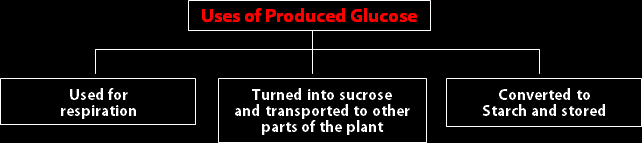 Uses of Produced Glucose
Used for
respiration
Turned into sucrose
and transported to other
parts of the plant
Converted to
Starch and stored